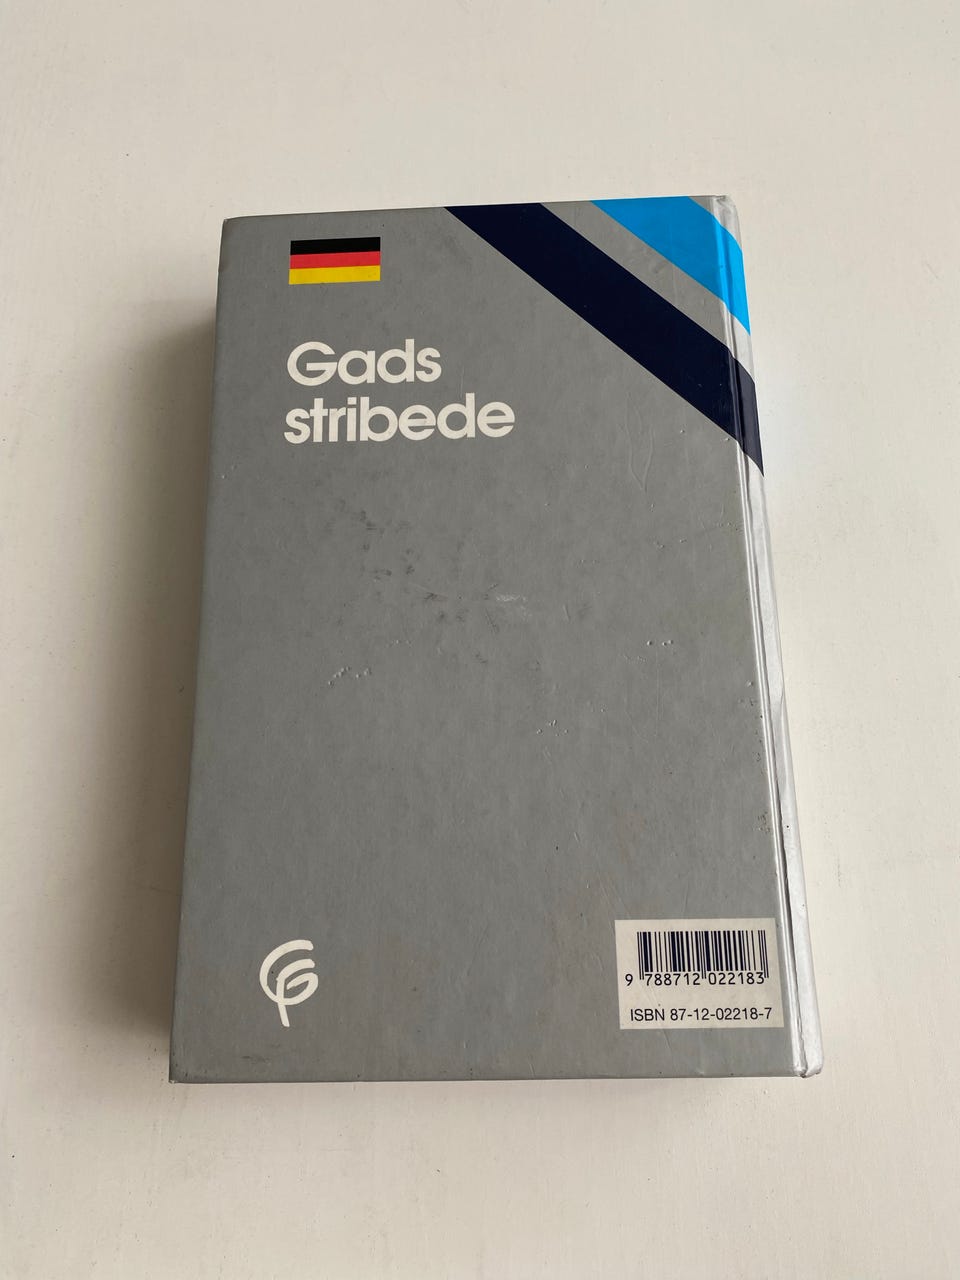 Gads
stribede
9 788712 022183
ISBN 87-12-02218-7